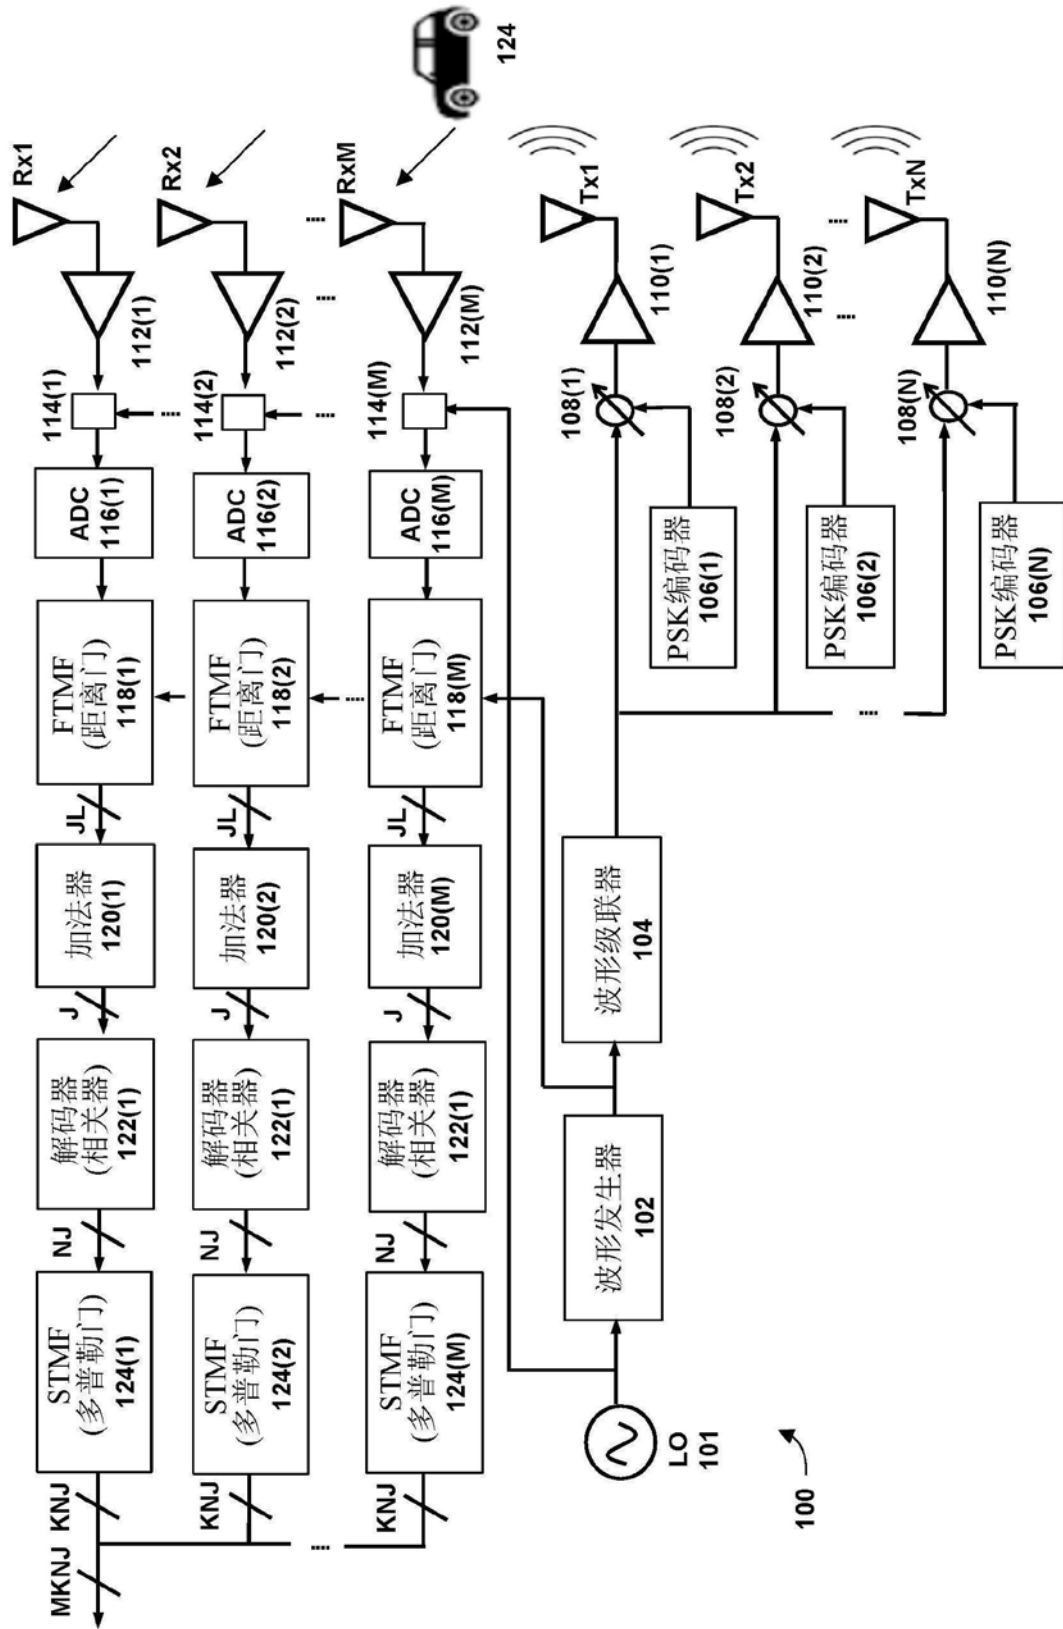 Rx1
Rx2
....
RxM
124
112(1)
112(2)
....
112(M)
114(1)
....
114(2)
....
114(M)
ADC
116(1)
ADC
116(2)
ADC
116(M)
FTMF
(距离门)
118(1)
FTMF
(距离门)
118(2)
....
FTMF
(距离门)
118(M)
JL
JL
JL
加法器
120(1)
加法器
120(2)
加法器
120(M)
J
J
J
解码器
(相关器)
122(1)
解码器
(相关器)
122(1)
解码器
(相关器)
122(1)
NJ
NJ
NJ
STMF
(多普勒门)
124(1)
STMF
(多普勒门)
124(2)
STMF
(多普勒门)
124(M)
KNJ
KNJ
KNJ
....
MKNJ
Tx1
Tx2
....
TxN
110(1)
110(2)
....
110(N)
108(1)
108(2)
108(N)
PSK编码器
106(1)
PSK编码器
106(2)
PSK编码器
106(N)
....
波形级联器
104
波形发生器
102
LO
101
100